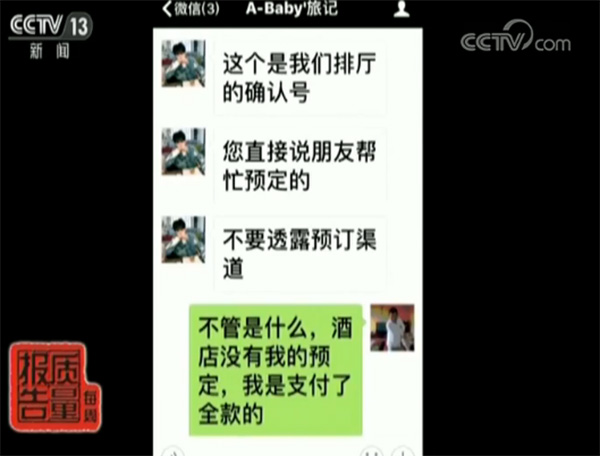 CCTV 13
新闻
微信(3)
A-Baby'旅记
CCTV.com
这个是我们排厅
的确认号
您直接说朋友帮
忙预定的
不要透露预订渠
道
不管是什么，酒
店没有我的预
定，我是支付了
全款的
每周
质量
报告